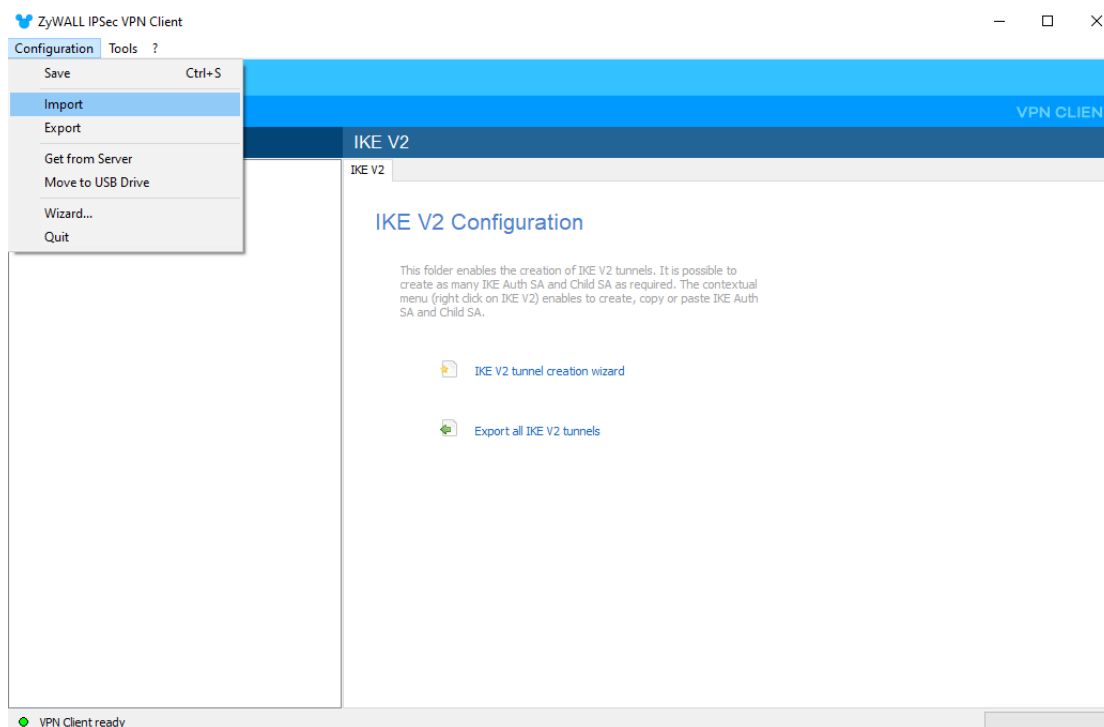 ZyWALL IPSec VPN Client
Configuration Tools ?
Save Ctrl+S
Import
Export
Get from Server
Move to USB Drive
Wizard...
Quit
VPN CLIEN
IKE V2
IKE V2
IKE V2 Configuration
This folder enables the creation of IKE V2 tunnels. It is possible to
create as many IKE Auth SA and Child SA as required. The contextual
menu (right click on IKE V2) enables to create, copy or paste IKE Auth
SA and Child SA.
IKE V2 tunnel creation wizard
Export all IKE V2 tunnels
VPN Client ready